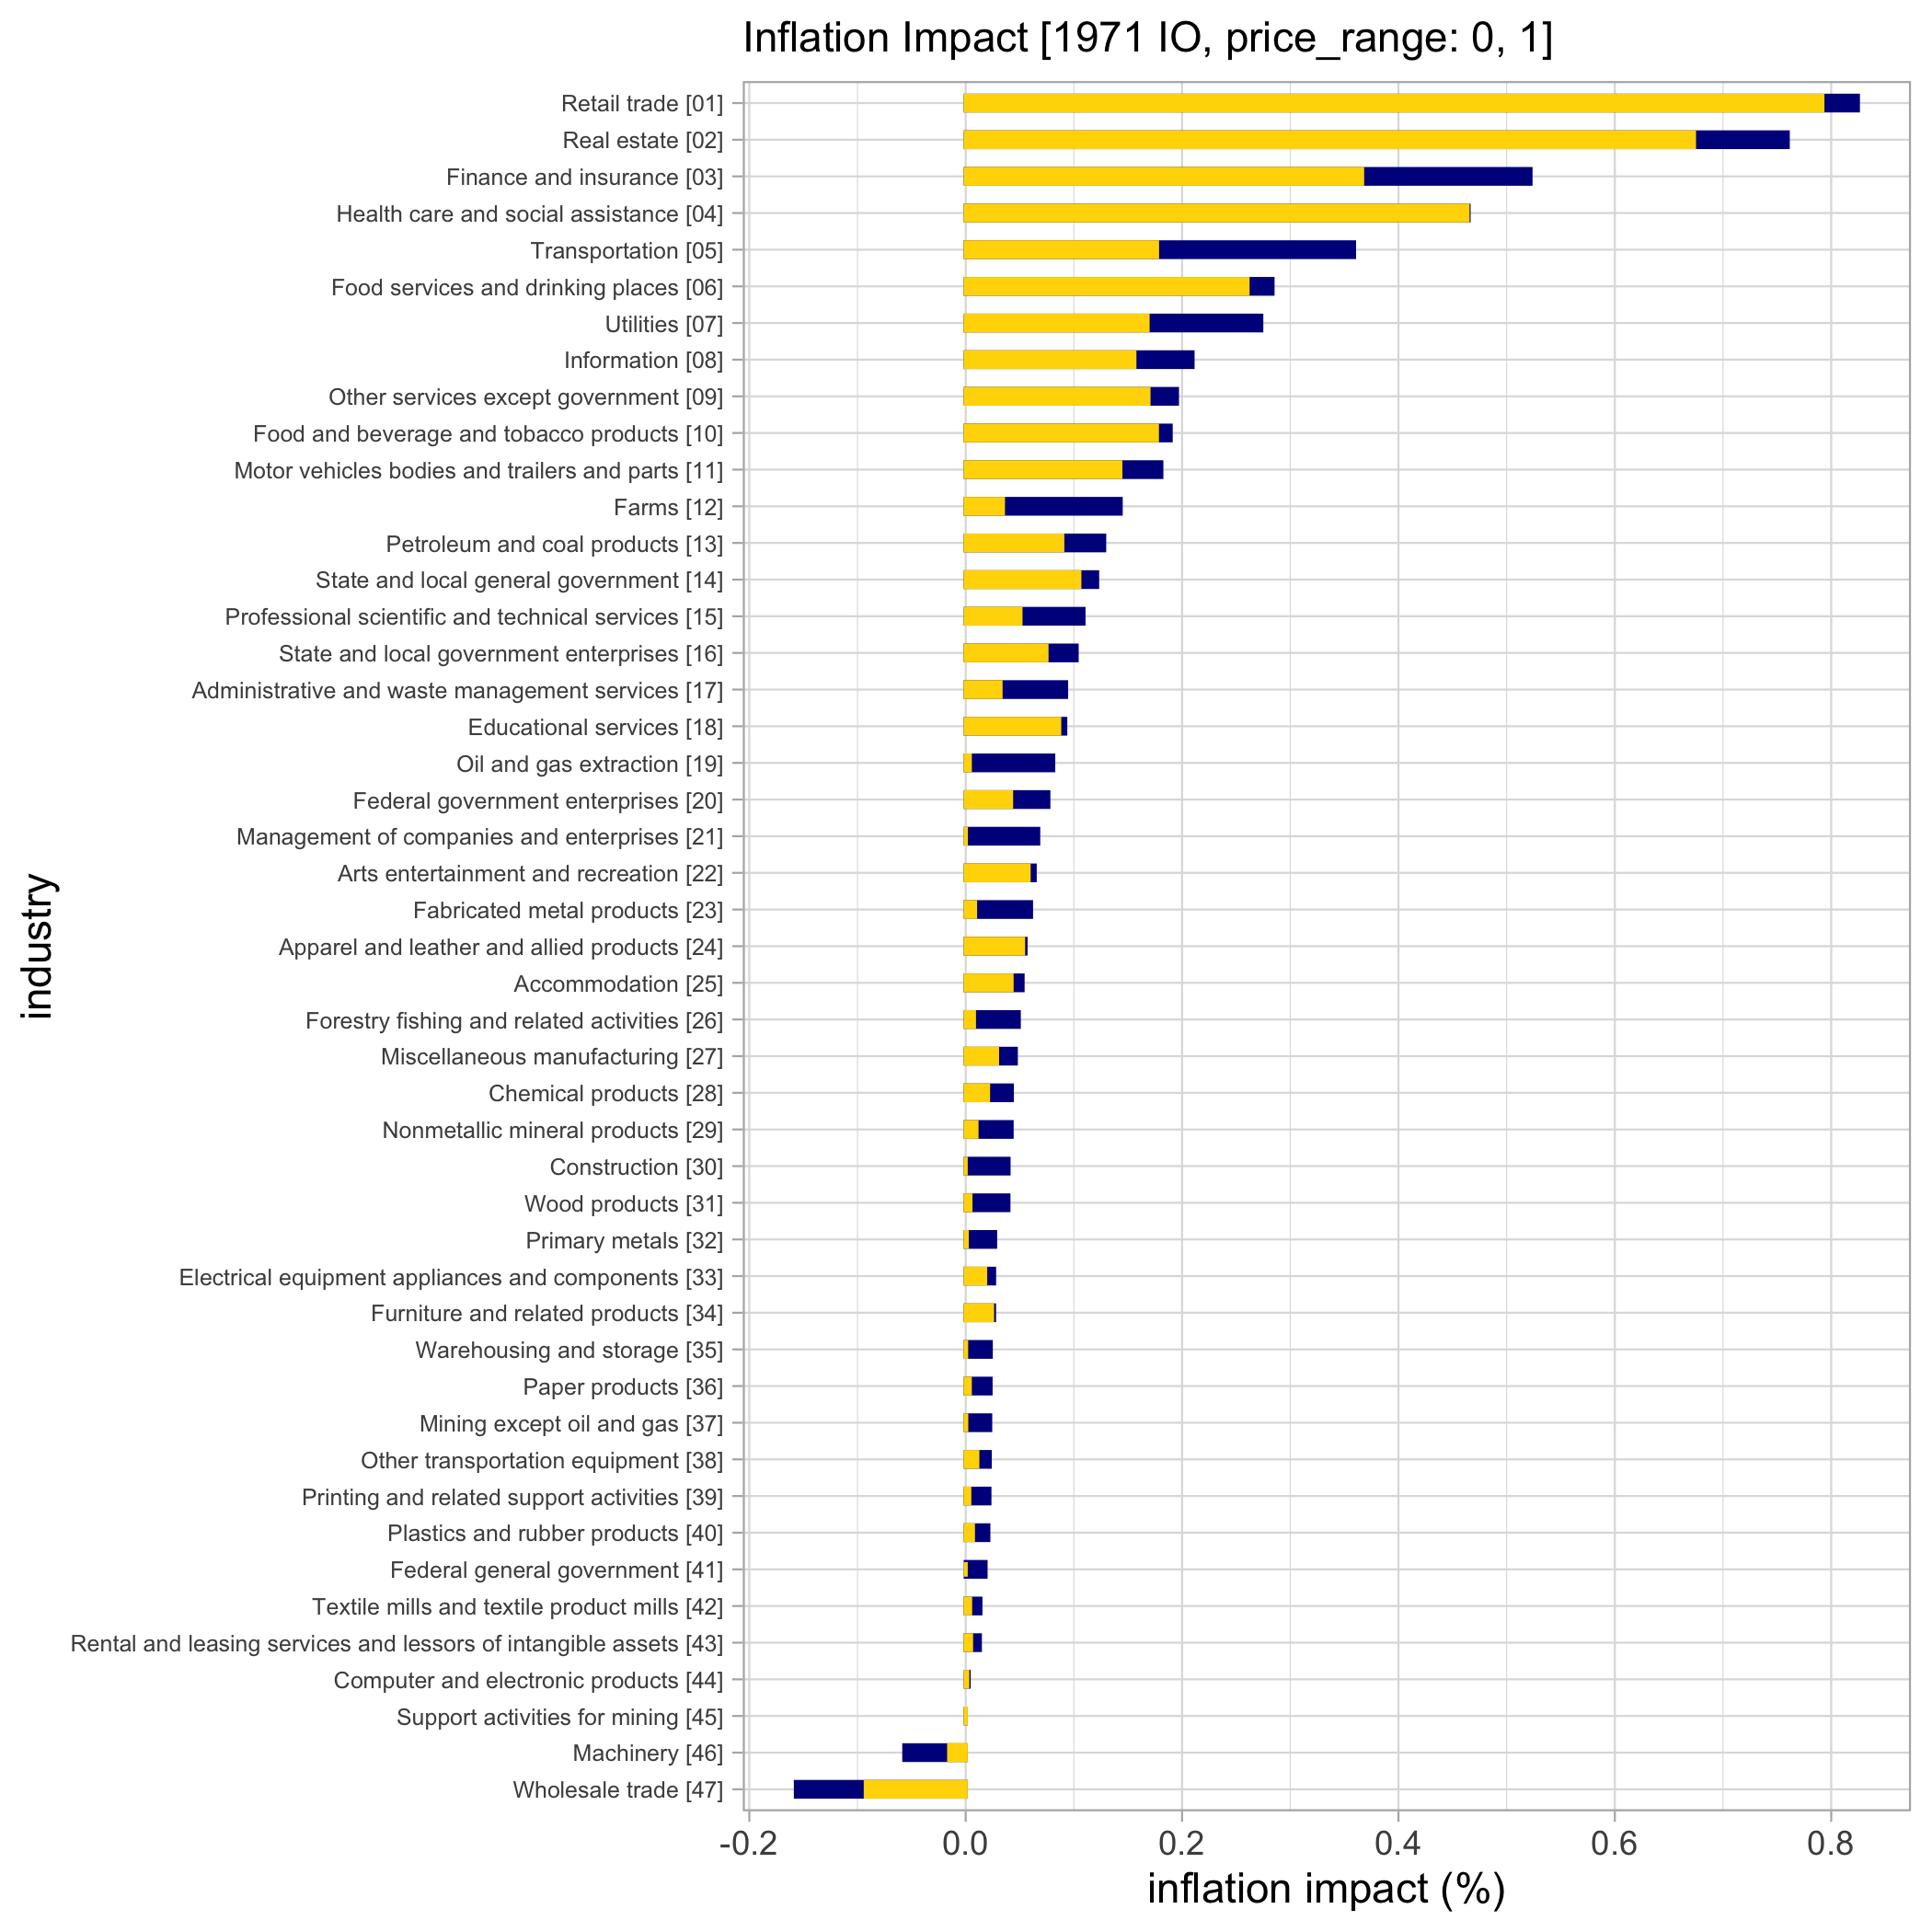 Inflation Impact [1971 IO, price_range: 0, 1]
Retail trade [01]
Real estate [02]
Finance and insurance [03]
Health care and social assistance [04]
Transportation [05]
Food services and drinking places [06]
Utilities [07]
Information [08]
Other services except government [09]
Food and beverage and tobacco products [10]
Motor vehicles bodies and trailers and parts [11]
Farms [12]
Petroleum and coal products [13]
State and local general government [14]
Professional scientific and technical services [15]
State and local government enterprises [16]
Administrative and waste management services [17]
Educational services [18]
Oil and gas extraction [19]
Federal government enterprises [20]
Management of companies and enterprises [21]
Arts entertainment and recreation [22]
Fabricated metal products [23]
Apparel and leather and allied products [24]
Accommodation [25]
Forestry fishing and related activities [26]
Miscellaneous manufacturing [27]
Chemical products [28]
Nonmetallic mineral products [29]
Construction [30]
Wood products [31]
Primary metals [32]
Electrical equipment appliances and components [33]
Furniture and related products [34]
Warehousing and storage [35]
Paper products [36]
Mining except oil and gas [37]
Other transportation equipment [38]
Printing and related support activities [39]
Plastics and rubber products [40]
Federal general government [41]
Textile mills and textile product mills [42]
Rental and leasing services and lessors of intangible assets [43]
Computer and electronic products [44]
Support activities for mining [45]
Machinery [46]
Wholesale trade [47]
industry
-0.2 0.0 0.2 0.4 0.6 0.8
inflation impact (%)